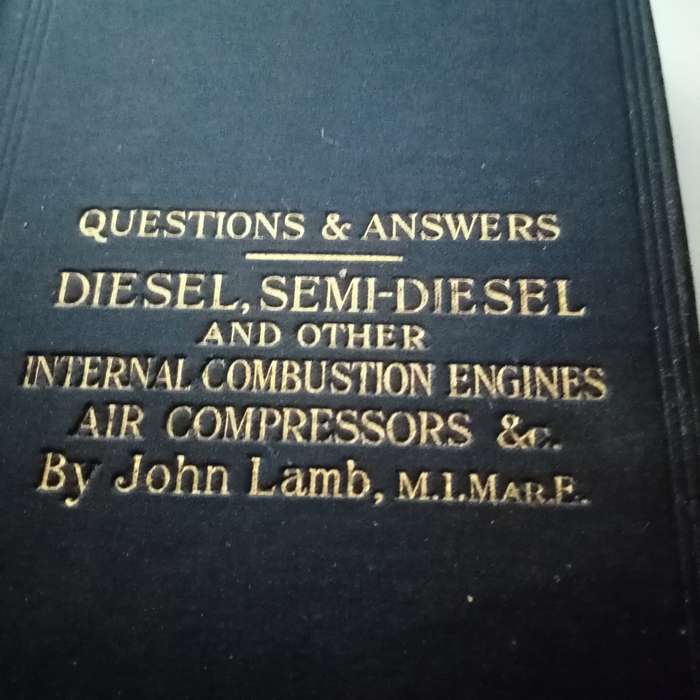 QUESTIONS & ANSWERS
DIESEL, SEMI-DIESEL
AND OTHER
INTERNAL COMBUSTION ENGINES
AIR COMPRESSORS &c.
By John Lamb, M.I.MAR.E.